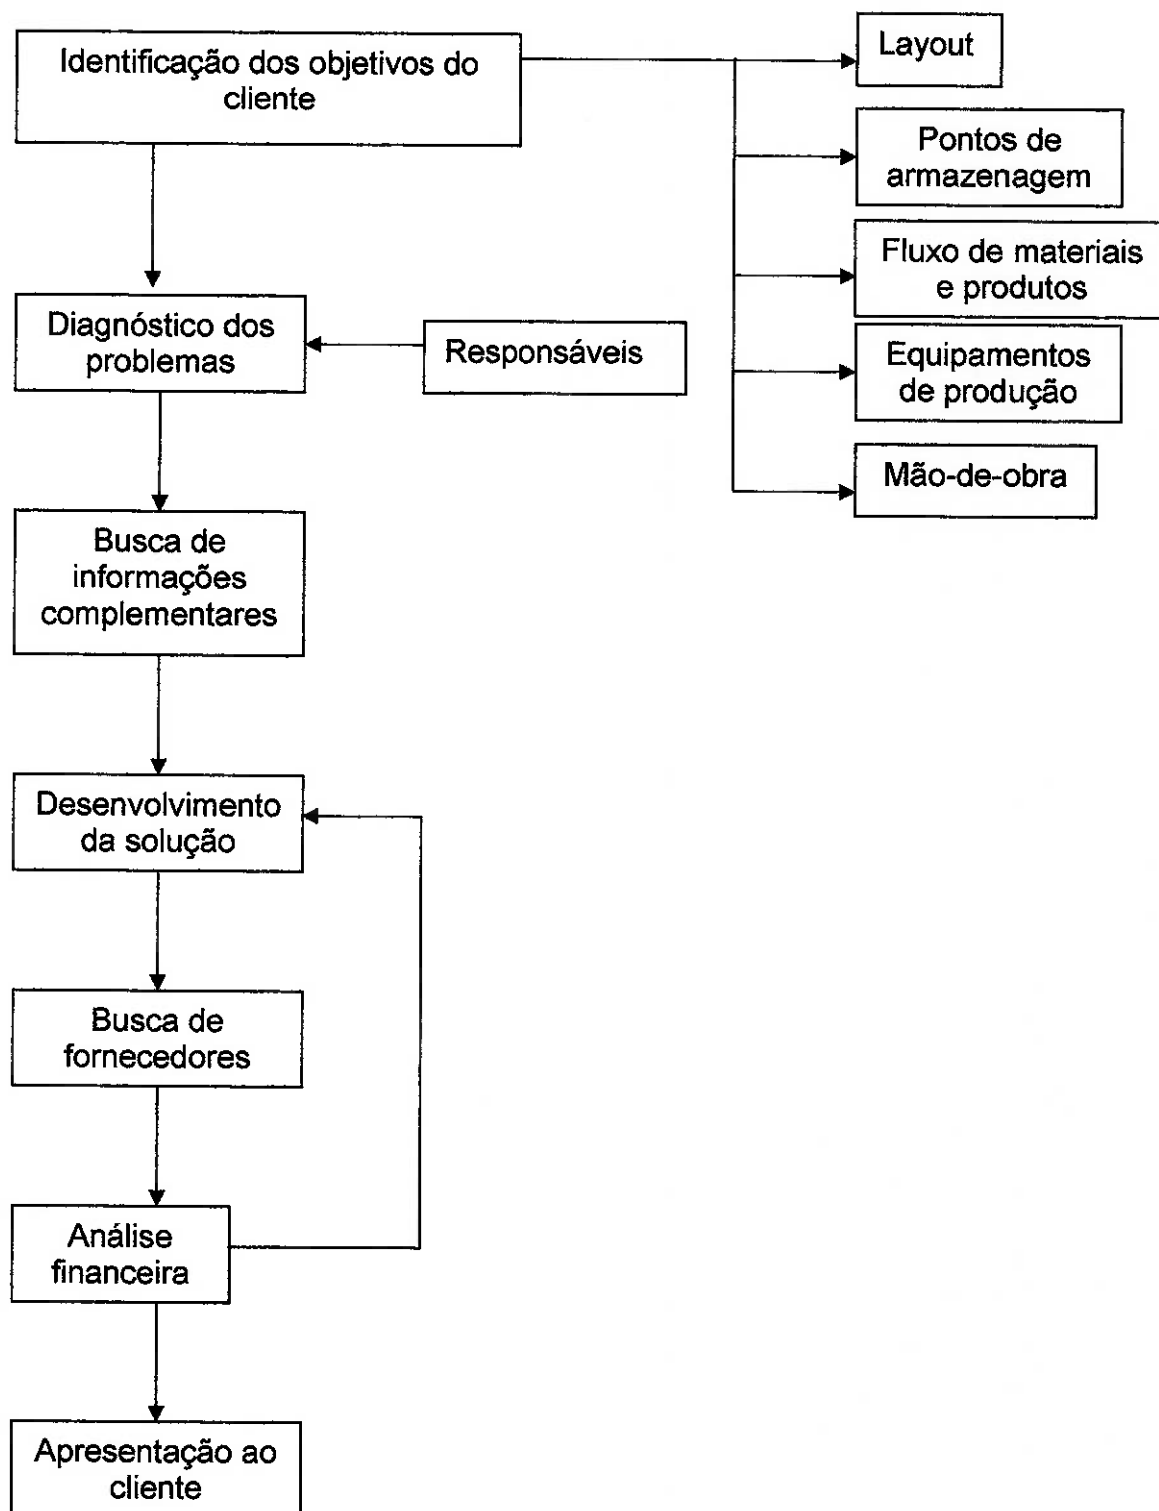 Identificação dos objetivos do
cliente
Layout
Pontos de
armazenagem
Fluxo de materiais
e produtos
Equipamentos
de produção
Mão-de-obra
Diagnóstico dos
problemas
Responsáveis
Busca de
informações
complementares
Desenvolvimento
da solução
Busca de
fornecedores
Análise
financeira
Apresentação ao
cliente